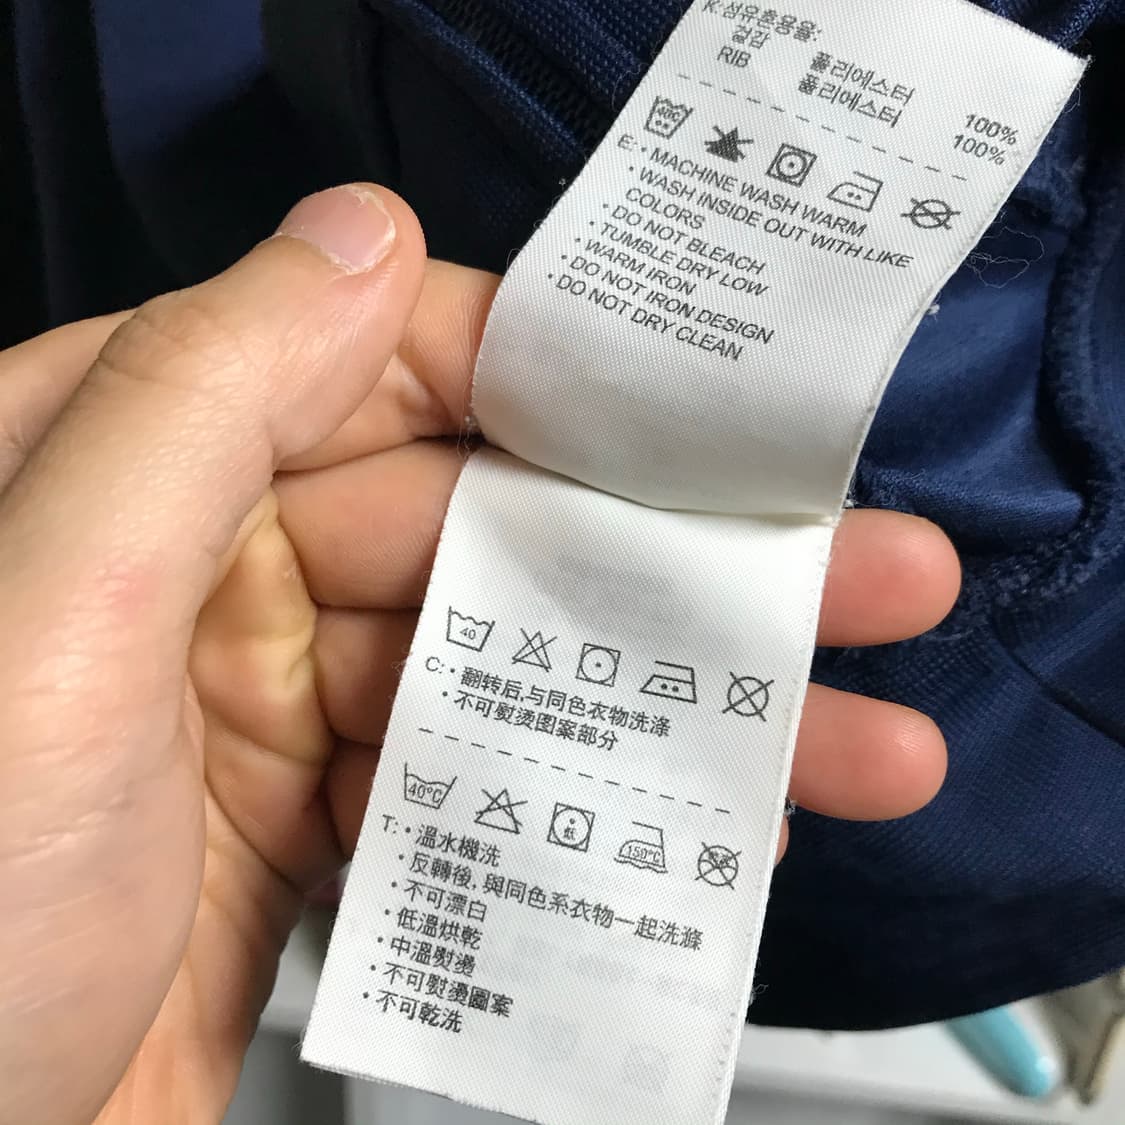 K: 섬유혼용율:
겉감 폴리에스터 100%
RIB 폴리에스터 100%
40C
E: • MACHINE WASH WARM
• WASH INSIDE OUT WITH LIKE
COLORS
• DO NOT BLEACH
• TUMBLE DRY LOW
• WARM IRON
• DO NOT IRON DESIGN
• DO NOT DRY CLEAN
40
C: • 翻转后,与同色衣物洗涤
• 不可熨烫图案部分
40°C 低 150°C
T: • 溫水機洗
• 反轉後, 與同色系衣物一起洗滌
• 不可漂白
• 低溫烘乾
• 中溫熨燙
• 不可熨燙圖案
• 不可乾洗